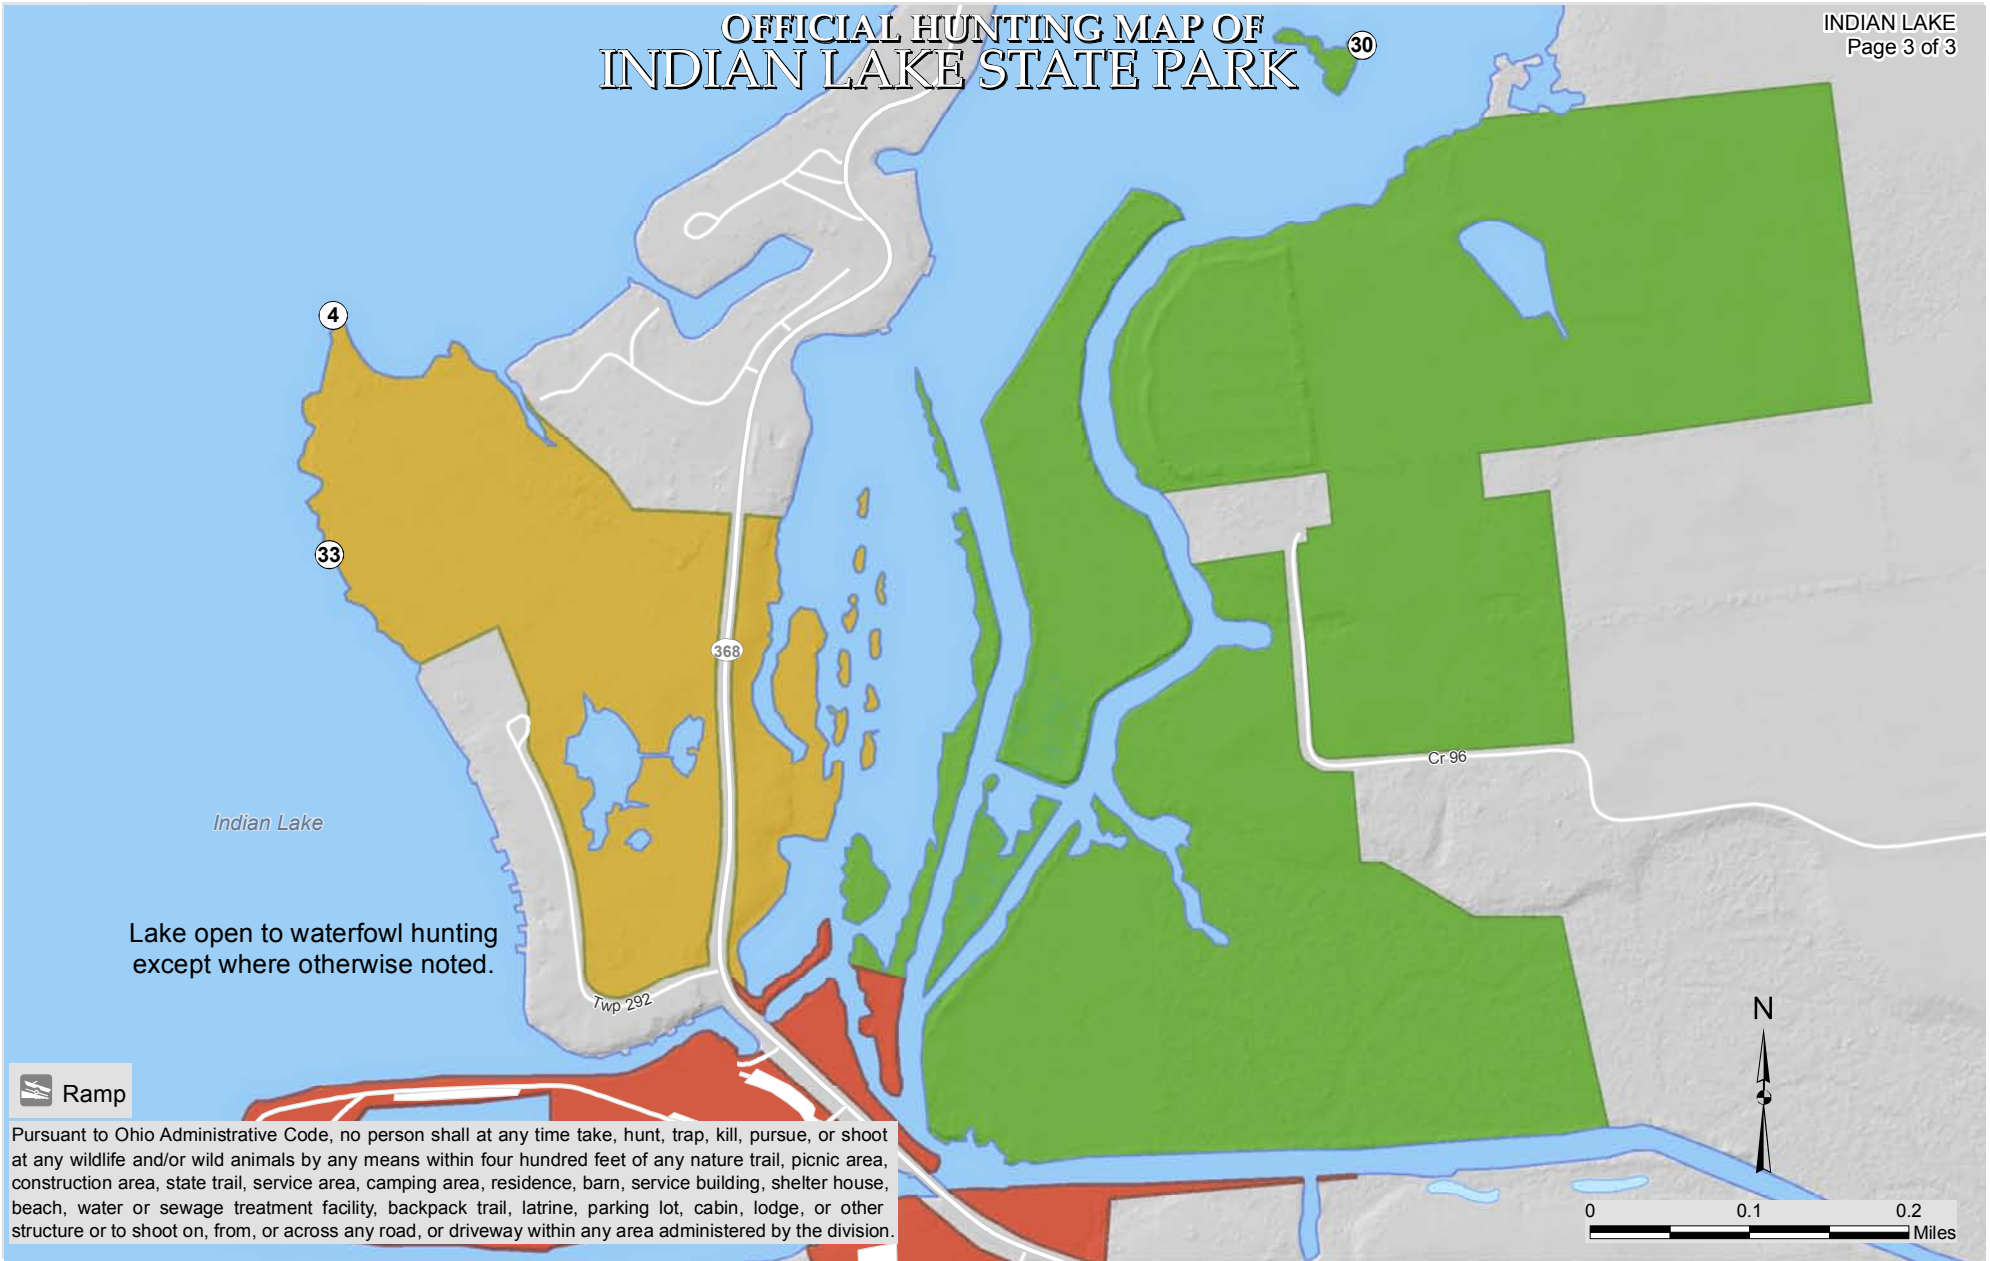 OFFICIAL HUNTING MAP OF
INDIAN LAKE STATE PARK
INDIAN LAKE
Page 3 of 3
30
4
33
368
Cr 96
Indian Lake
Lake open to waterfowl hunting
except where otherwise noted.
Twp 292
N
Ramp
Pursuant to Ohio Administrative Code, no person shall at any time take, hunt, trap, kill, pursue, or shoot
at any wildlife and/or wild animals by any means within four hundred feet of any nature trail, picnic area,
construction area, state trail, service area, camping area, residence, barn, service building, shelter house,
beach, water or sewage treatment facility, backpack trail, latrine, parking lot, cabin, lodge, or other
structure or to shoot on, from, or across any road, or driveway within any area administered by the division.
0 0.1 0.2
Miles